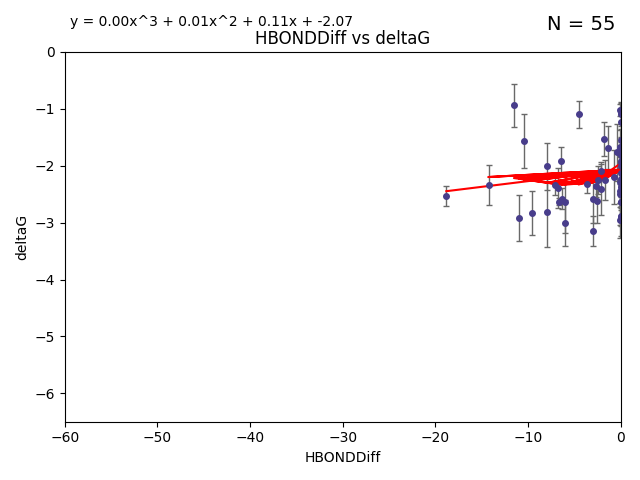 y = 0.00x^3 + 0.01x^2 + 0.11x + -2.07
N = 55
HBONDDiff vs deltaG
0
−1
−2
−3
−4
−5
−6
deltaG
−60 −50 −40 −30 −20 −10 0
HBONDDiff